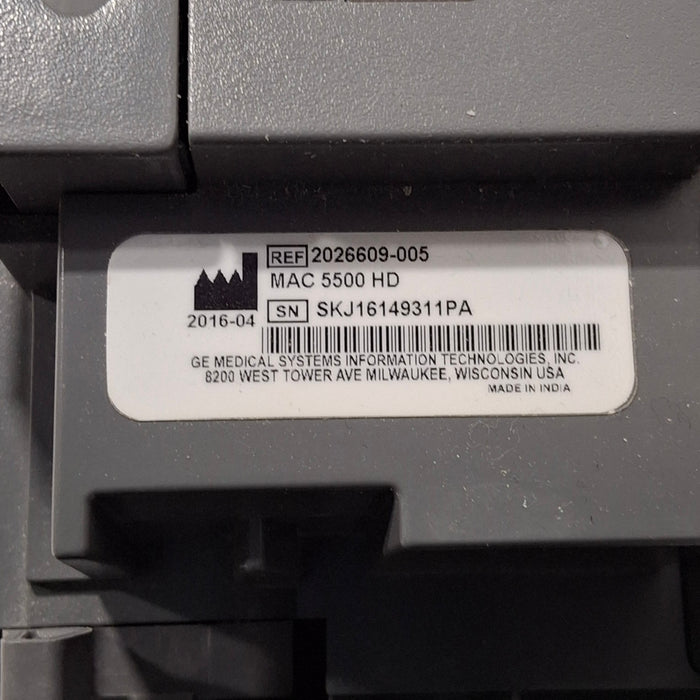 REF 2026609-005
MAC 5500 HD
SN SKJ16149311PA
2016-04
GE MEDICAL SYSTEMS INFORMATION TECHNOLOGIES, INC.
8200 WEST TOWER AVE MILWAUKEE, WISCONSIN USA
MADE IN INDIA